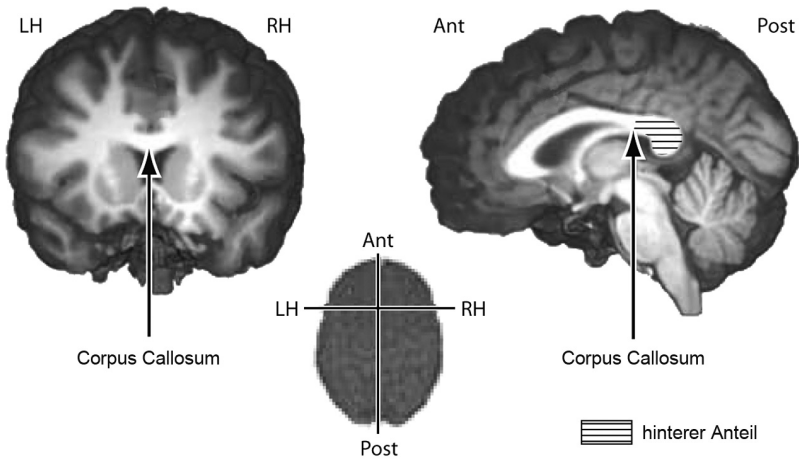 LH
RH
Ant
Post
Ant
LH
RH
Corpus Callosum
Corpus Callosum
hinterer Anteil
Post